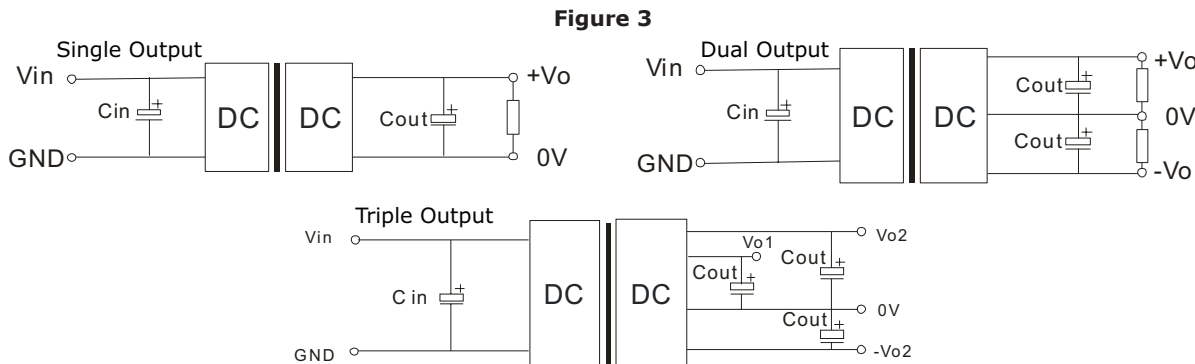 Figure 3
Single Output
Vin
Cin
GND
DC
DC
Cout
+Vo
0V
Dual Output
Vin
Cin
GND
DC
DC
Cout
Cout
+Vo
0V
-Vo
Triple Output
Vin
C in
GND
DC
DC
Vo1
Cout
Cout
Cout
Vo2
0V
-Vo2